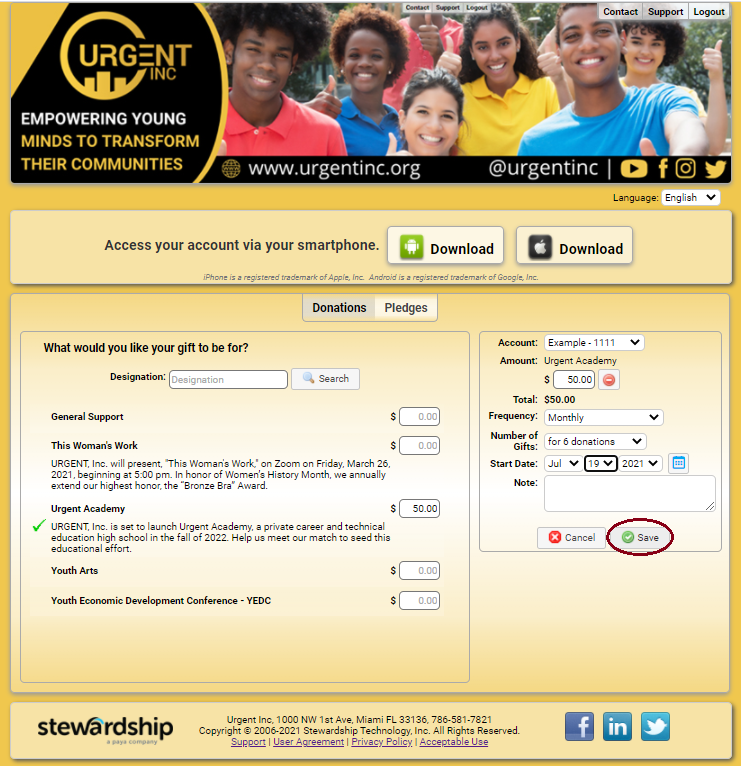 Contact Support Logout
Contact Support Logout
URGENT
INC
EMPOWERING YOUNG
MINDS TO TRANSFORM
THEIR COMMUNITIES
www.urgentinc.org @urgentinc |
Language: English
Access your account via your smartphone. Download Download
iPhone is a registered trademark of Apple, Inc. Android is a registered trademark of Google, Inc.
Donations Pledges
What would you like your gift to be for?
Designation: Designation Search
General Support $ 0.00
This Woman's Work $ 0.00
URGENT, Inc. will present, "This Woman's Work," on Zoom on Friday, March 26,
2021, beginning at 5:00 pm. In honor of Women's History Month, we annually
extend our highest honor, the "Bronze Bra" Award.
Urgent Academy $ 50.00
URGENT, Inc. is set to launch Urgent Academy, a private career and technical
education high school in the fall of 2022. Help us meet our match to seed this
educational effort.
Youth Arts $ 0.00
Youth Economic Development Conference - YEDC $ 0.00
Account: Example - 1111
Amount: Urgent Academy
$ 50.00
Total: $50.00
Frequency: Monthly
Number of
Gifts: for 6 donations
Start Date: Jul 19 2021
Note:
Cancel Save
stewardship
a paya company
Urgent Inc, 1000 NW 1st Ave, Miami FL 33136, 786-581-7821
Copyright © 2006-2021 Stewardship Technology, Inc. All Rights Reserved.
Support | User Agreement | Privacy Policy | Acceptable Use